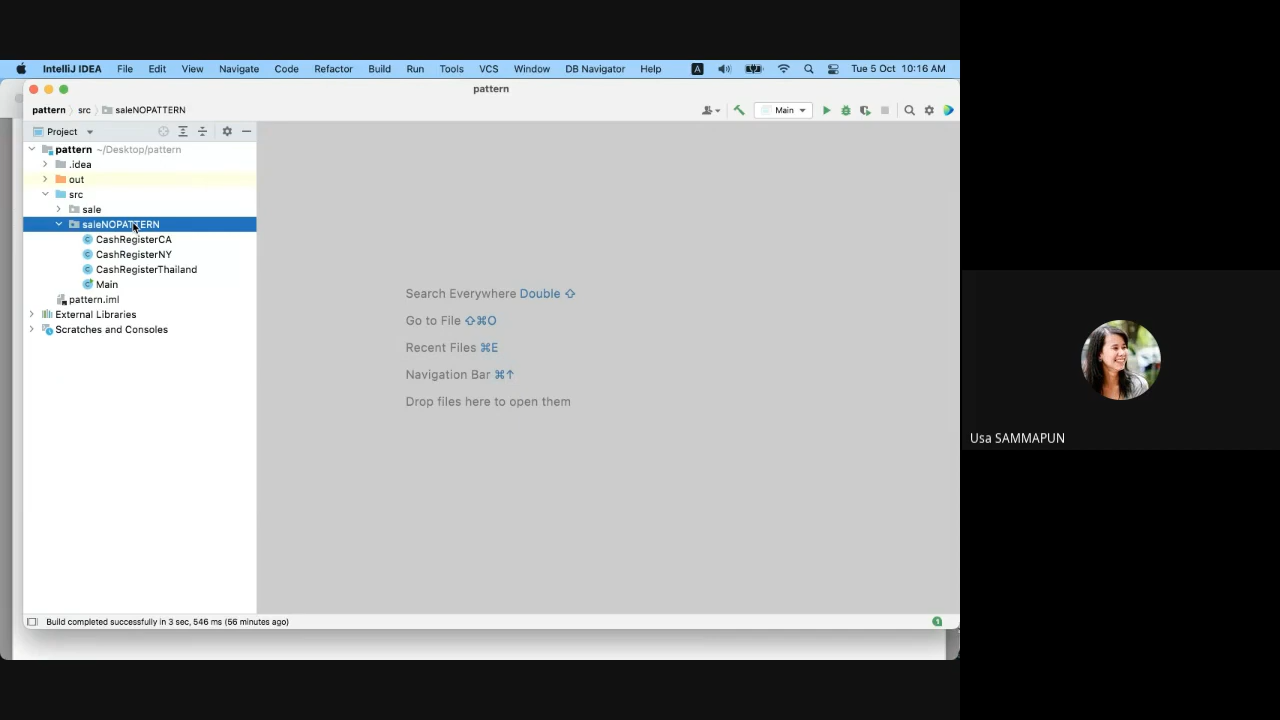 IntelliJ IDEA File Edit View Navigate Code Refactor Build Run Tools VCS Window DB Navigator Help A Tue 5 Oct 10:16 AM
pattern
pattern src saleNOPATTERN Main
Project
pattern ~/Desktop/pattern
.idea
out
src
sale
saleNOPATTERN
CashRegisterCA
CashRegisterNY
CashRegisterThailand
Main
pattern.iml
External Libraries
Scratches and Consoles
Search Everywhere Double ⇧
Go to File ⇧⌘O
Recent Files ⌘E
Navigation Bar ⌘↑
Drop files here to open them
Usa SAMMAPUN
Build completed successfully in 3 sec, 546 ms (56 minutes ago)